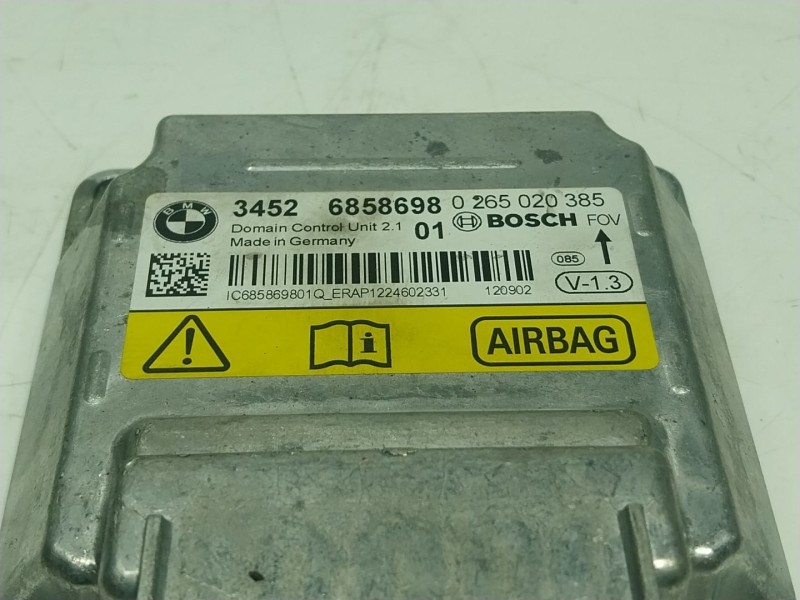 BMW
3452 6858698 0 265 020 385
Domain Control Unit 2.1 01 BOSCH FOV
Made in Germany
085
V-1.3
IC685869801Q_ERAP1224602331 120902
AIRBAG